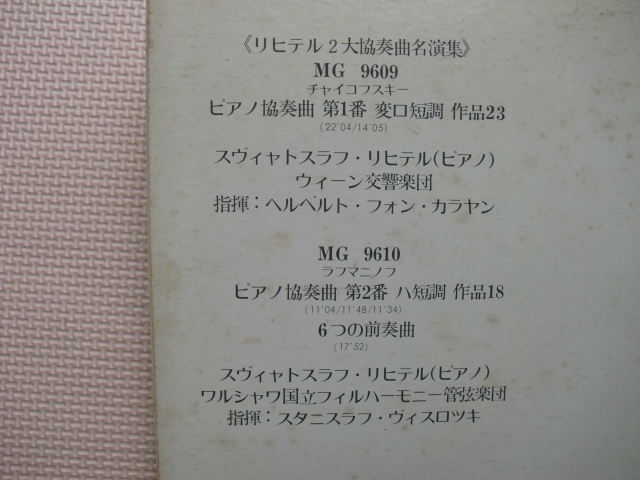 《リヒテル2大協奏曲名演集》
MG 9609
チャイコフスキー
ピアノ協奏曲 第1番 変ロ短調 作品23
(22′04/14′05)
スヴィャトスラフ・リヒテル(ピアノ)
ウィーン交響楽団
指揮：ヘルベルト・フォン・カラヤン
MG 9610
ラフマニノフ
ピアノ協奏曲 第2番 ハ短調 作品18
(11′04/11′48/11′34)
6つの前奏曲
(17′52)
スヴィャトスラフ・リヒテル(ピアノ)
ワルシャワ国立フィルハーモニー管弦楽団
指揮：スタニスラフ・ヴィスロツキ